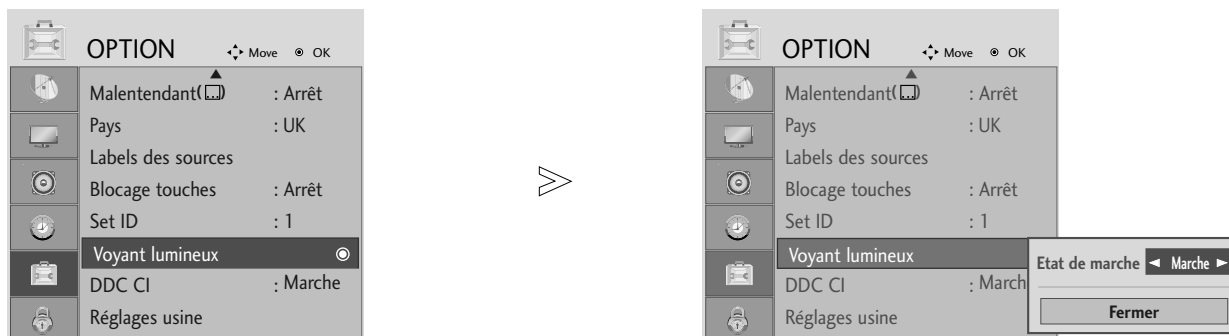 OPTION Move OK
Malentendant( ) : Arrêt
Pays : UK
Labels des sources
Blocage touches : Arrêt
Set ID : 1
Voyant lumineux
DDC CI : Marche
Réglages usine
>
OPTION Move OK
Malentendant( ) : Arrêt
Pays : UK
Labels des sources
Blocage touches : Arrêt
Set ID : 1
Voyant lumineux
DDC CI : March
Réglages usine
Etat de marche ◄ Marche ►
Fermer